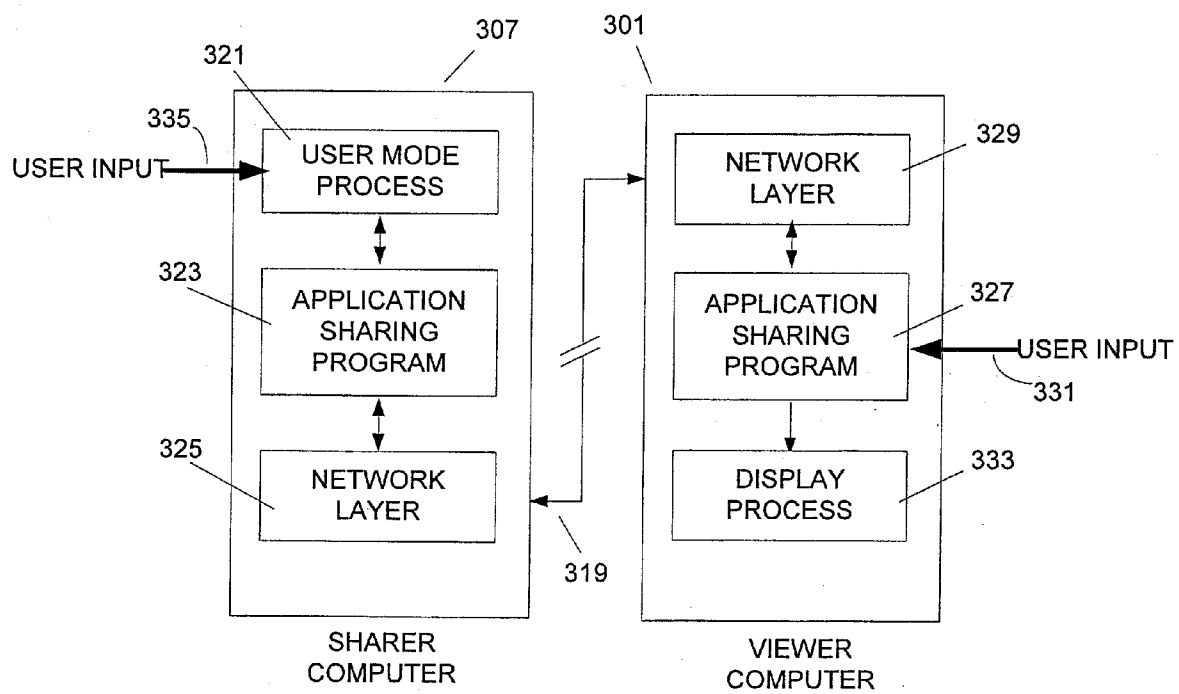 307
301
321
335
USER INPUT
USER MODE
PROCESS
NETWORK
LAYER
329
323
APPLICATION
SHARING
PROGRAM
APPLICATION
SHARING
PROGRAM
327
USER INPUT
331
325
NETWORK
LAYER
DISPLAY
PROCESS
333
319
SHARER
COMPUTER
VIEWER
COMPUTER